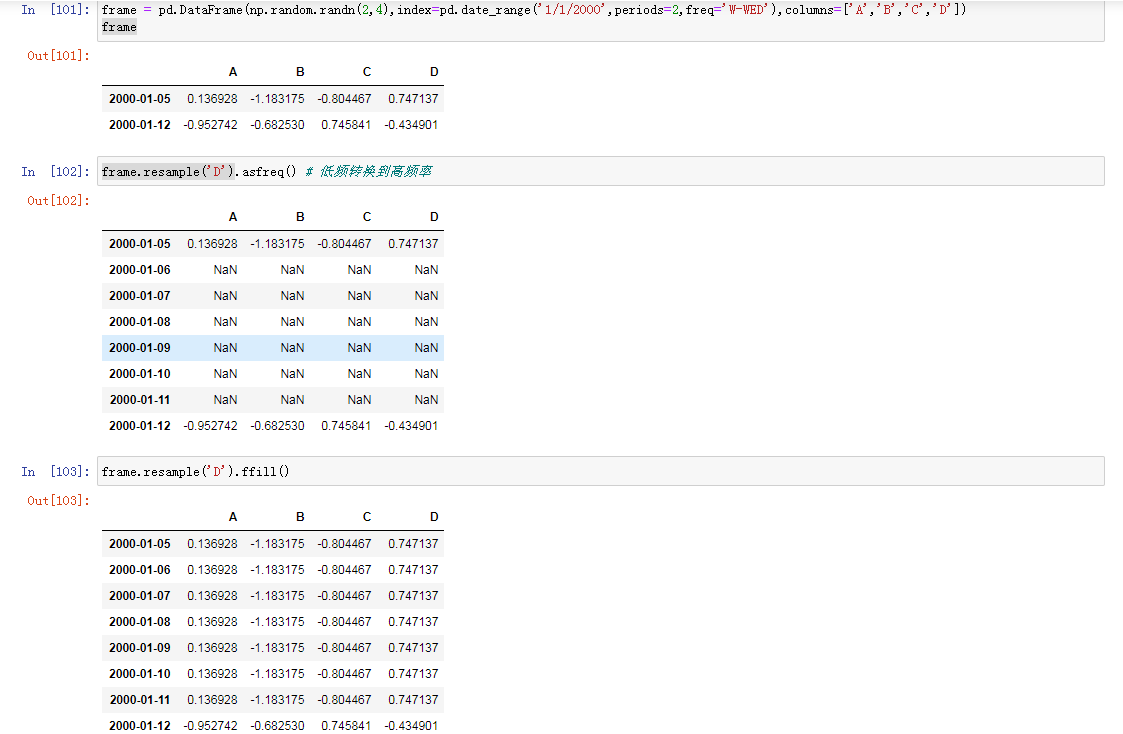 In [101]: frame = pd.DataFrame(np.random.randn(2,4),index=pd.date_range('1/1/2000',periods=2,freq='W-WED'),columns=['A','B','C','D'])
frame
Out[101]:
A B C D
2000-01-05 0.136928 -1.183175 -0.804467 0.747137
2000-01-12 -0.952742 -0.682530 0.745841 -0.434901
In [102]: frame.resample('D').asfreq() # 低频转换到高频率
Out[102]:
A B C D
2000-01-05 0.136928 -1.183175 -0.804467 0.747137
2000-01-06 NaN NaN NaN NaN
2000-01-07 NaN NaN NaN NaN
2000-01-08 NaN NaN NaN NaN
2000-01-09 NaN NaN NaN NaN
2000-01-10 NaN NaN NaN NaN
2000-01-11 NaN NaN NaN NaN
2000-01-12 -0.952742 -0.682530 0.745841 -0.434901
In [103]: frame.resample('D').ffill()
Out[103]:
A B C D
2000-01-05 0.136928 -1.183175 -0.804467 0.747137
2000-01-06 0.136928 -1.183175 -0.804467 0.747137
2000-01-07 0.136928 -1.183175 -0.804467 0.747137
2000-01-08 0.136928 -1.183175 -0.804467 0.747137
2000-01-09 0.136928 -1.183175 -0.804467 0.747137
2000-01-10 0.136928 -1.183175 -0.804467 0.747137
2000-01-11 0.136928 -1.183175 -0.804467 0.747137
2000-01-12 -0.952742 -0.682530 0.745841 -0.434901